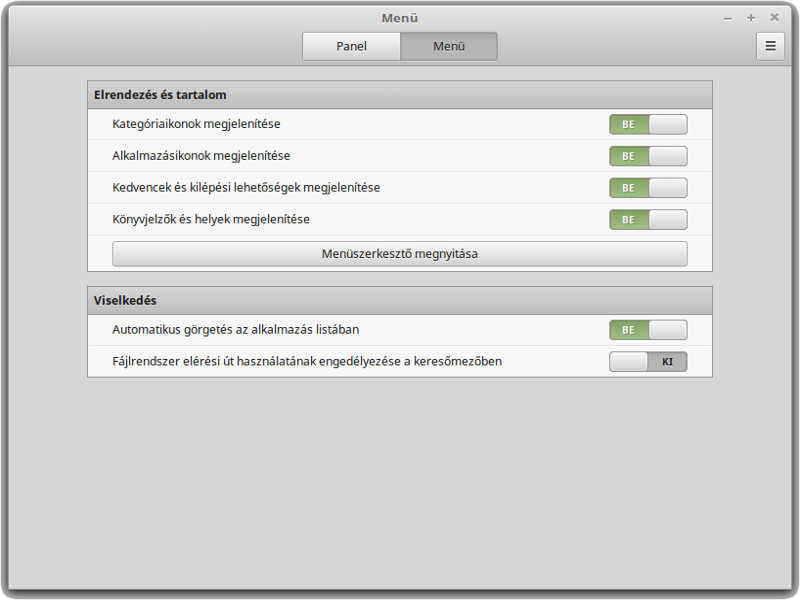 Menü
Panel
Menü
Elrendezés és tartalom
Kategóriaikonok megjelenítése
BE
Alkalmazásikonok megjelenítése
BE
Kedvencek és kilépési lehetőségek megjelenítése
BE
Könyvjelzők és helyek megjelenítése
BE
Menüszerkesztő megnyitása
Viselkedés
Automatikus görgetés az alkalmazás listában
BE
Fájlrendszer elérési út használatának engedélyezése a keresőmezőben
KI